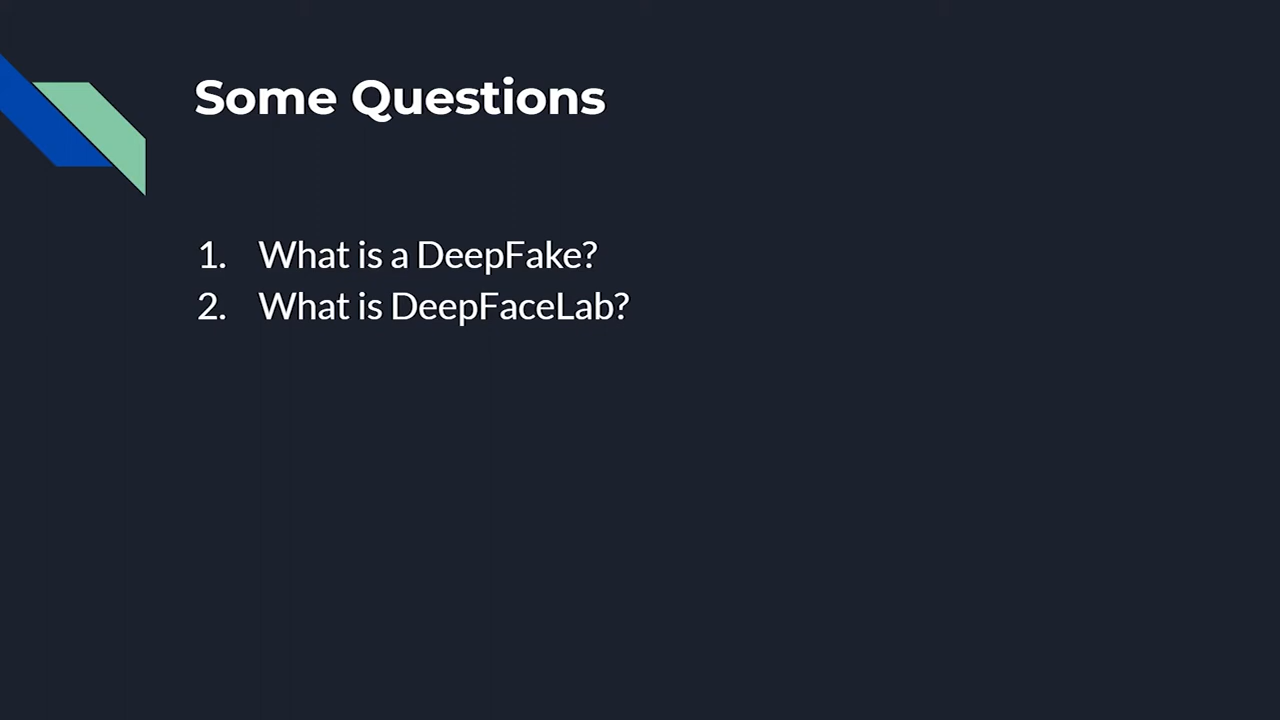 Some Questions
1. What is a DeepFake?
2. What is DeepFaceLab?